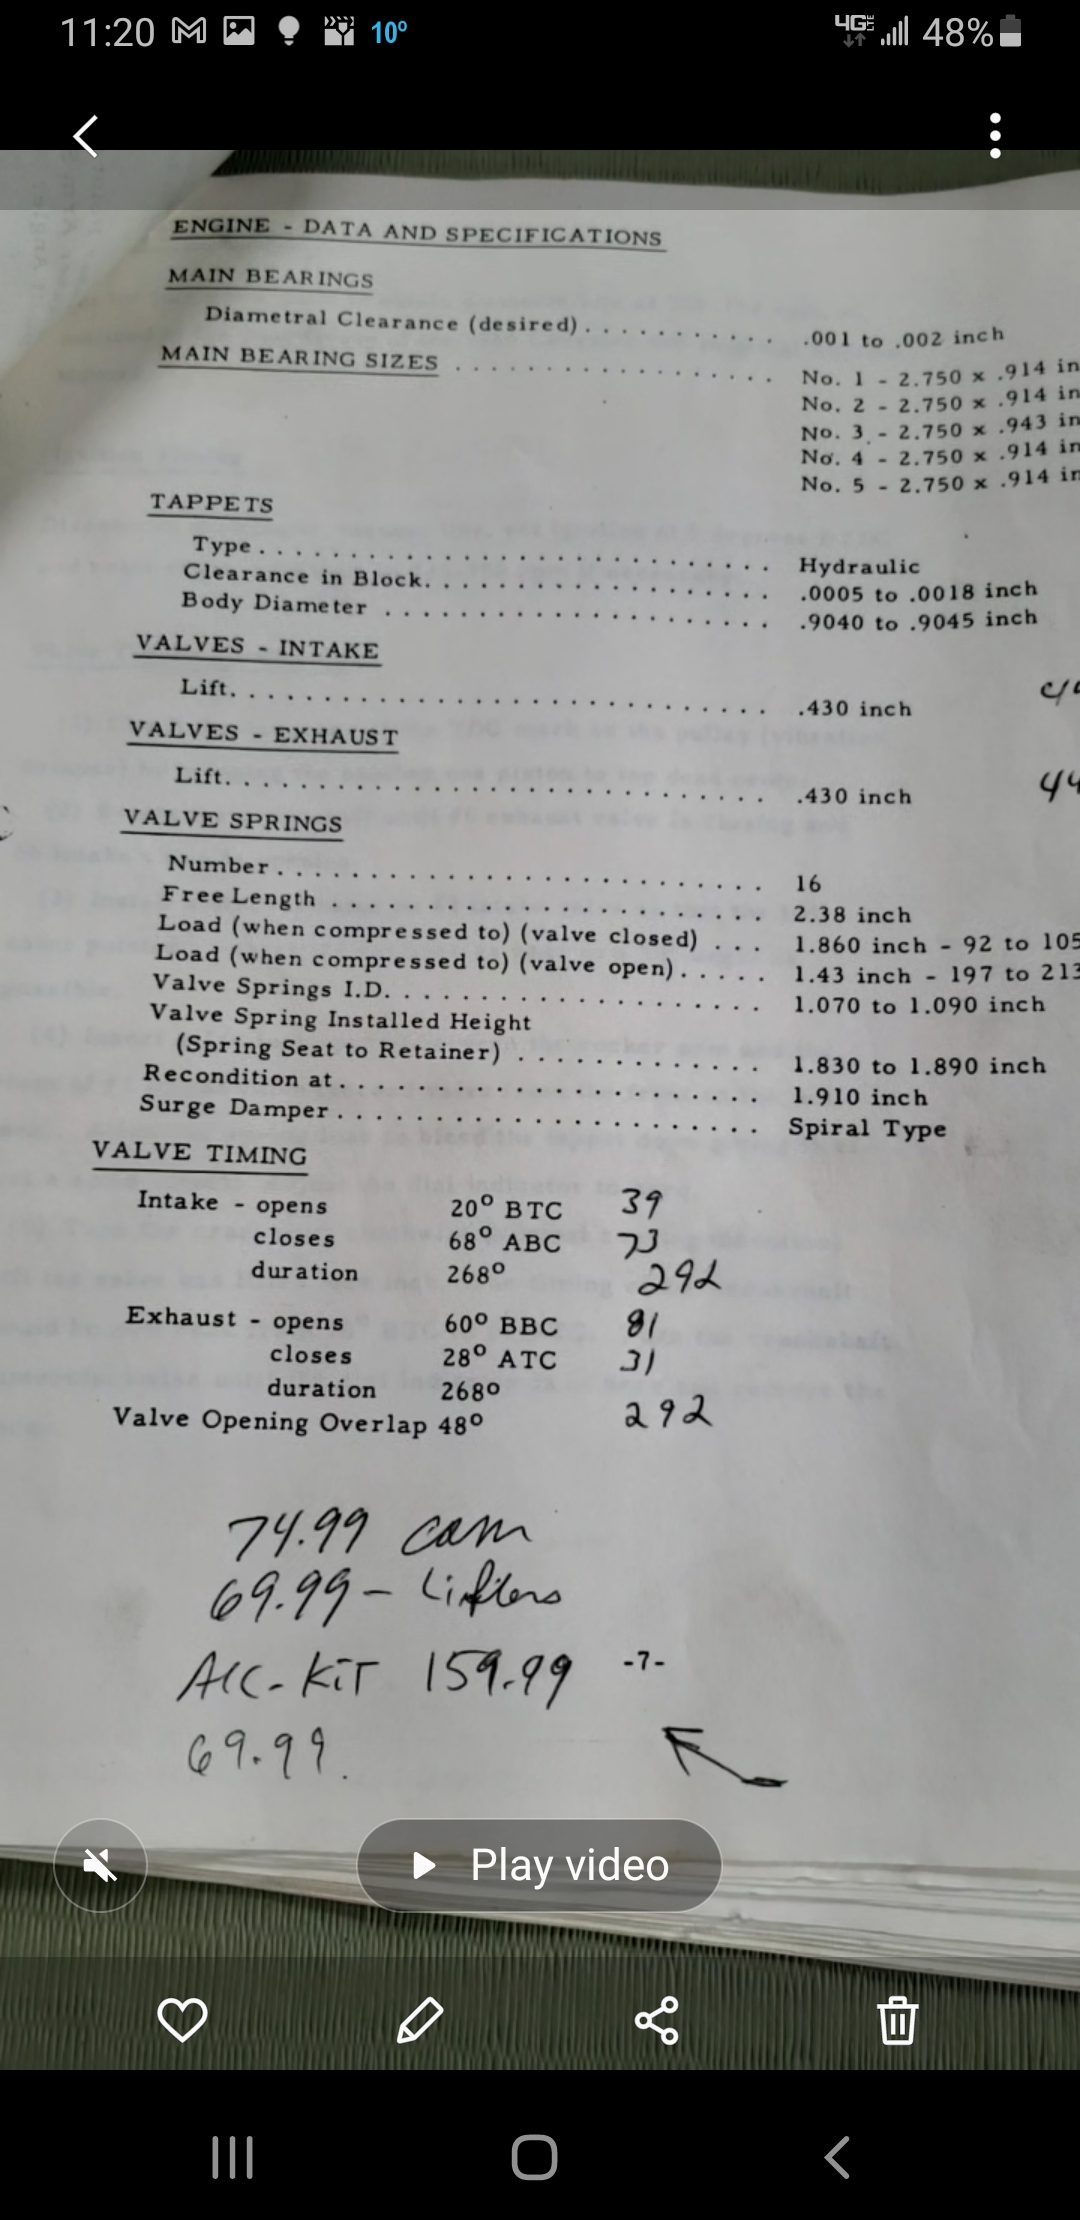 11:20 10° 4G LTE 48%
ENGINE - DATA AND SPECIFICATIONS
MAIN BEARINGS
Diametral Clearance (desired) . . . . . . . . . . . .001 to .002 inch
MAIN BEARING SIZES . . . . . . . . . . . . . . . . . No. 1 - 2.750 x .914 in
No. 2 - 2.750 x .914 in
No. 3 - 2.750 x .943 in
No. 4 - 2.750 x .914 in
No. 5 - 2.750 x .914 in
TAPPETS
Type . . . . . . . . . . . . . . . . . . . . . . . . Hydraulic
Clearance in Block. . . . . . . . . . . . . . . . . . .0005 to .0018 inch
Body Diameter . . . . . . . . . . . . . . . . . . . . .9040 to .9045 inch
VALVES - INTAKE
Lift. . . . . . . . . . . . . . . . . . . . . . . . . .430 inch
VALVES - EXHAUST
Lift. . . . . . . . . . . . . . . . . . . . . . . . . .430 inch 44
VALVE SPRINGS
Number . . . . . . . . . . . . . . . . . . . . . . . 16
Free Length . . . . . . . . . . . . . . . . . . . . . 2.38 inch
Load (when compressed to) (valve closed) . . . 1.860 inch - 92 to 105
Load (when compressed to) (valve open) . . . . . 1.43 inch - 197 to 213
Valve Springs I.D. . . . . . . . . . . . . . . . . . . 1.070 to 1.090 inch
Valve Spring Installed Height
(Spring Seat to Retainer) . . . . . . . . . . . . . 1.830 to 1.890 inch
Recondition at . . . . . . . . . . . . . . . . . . . . 1.910 inch
Surge Damper . . . . . . . . . . . . . . . . . . . . Spiral Type
VALVE TIMING
Intake - opens 20° BTC 39
closes 68° ABC 73
duration 268° 292
Exhaust - opens 60° BBC 81
closes 28° ATC 31
duration 268°
Valve Opening Overlap 48° 292
74.99 cam
69.99 - Lifters
ACC-KIT 159.99 -7-
69.99.
Play video